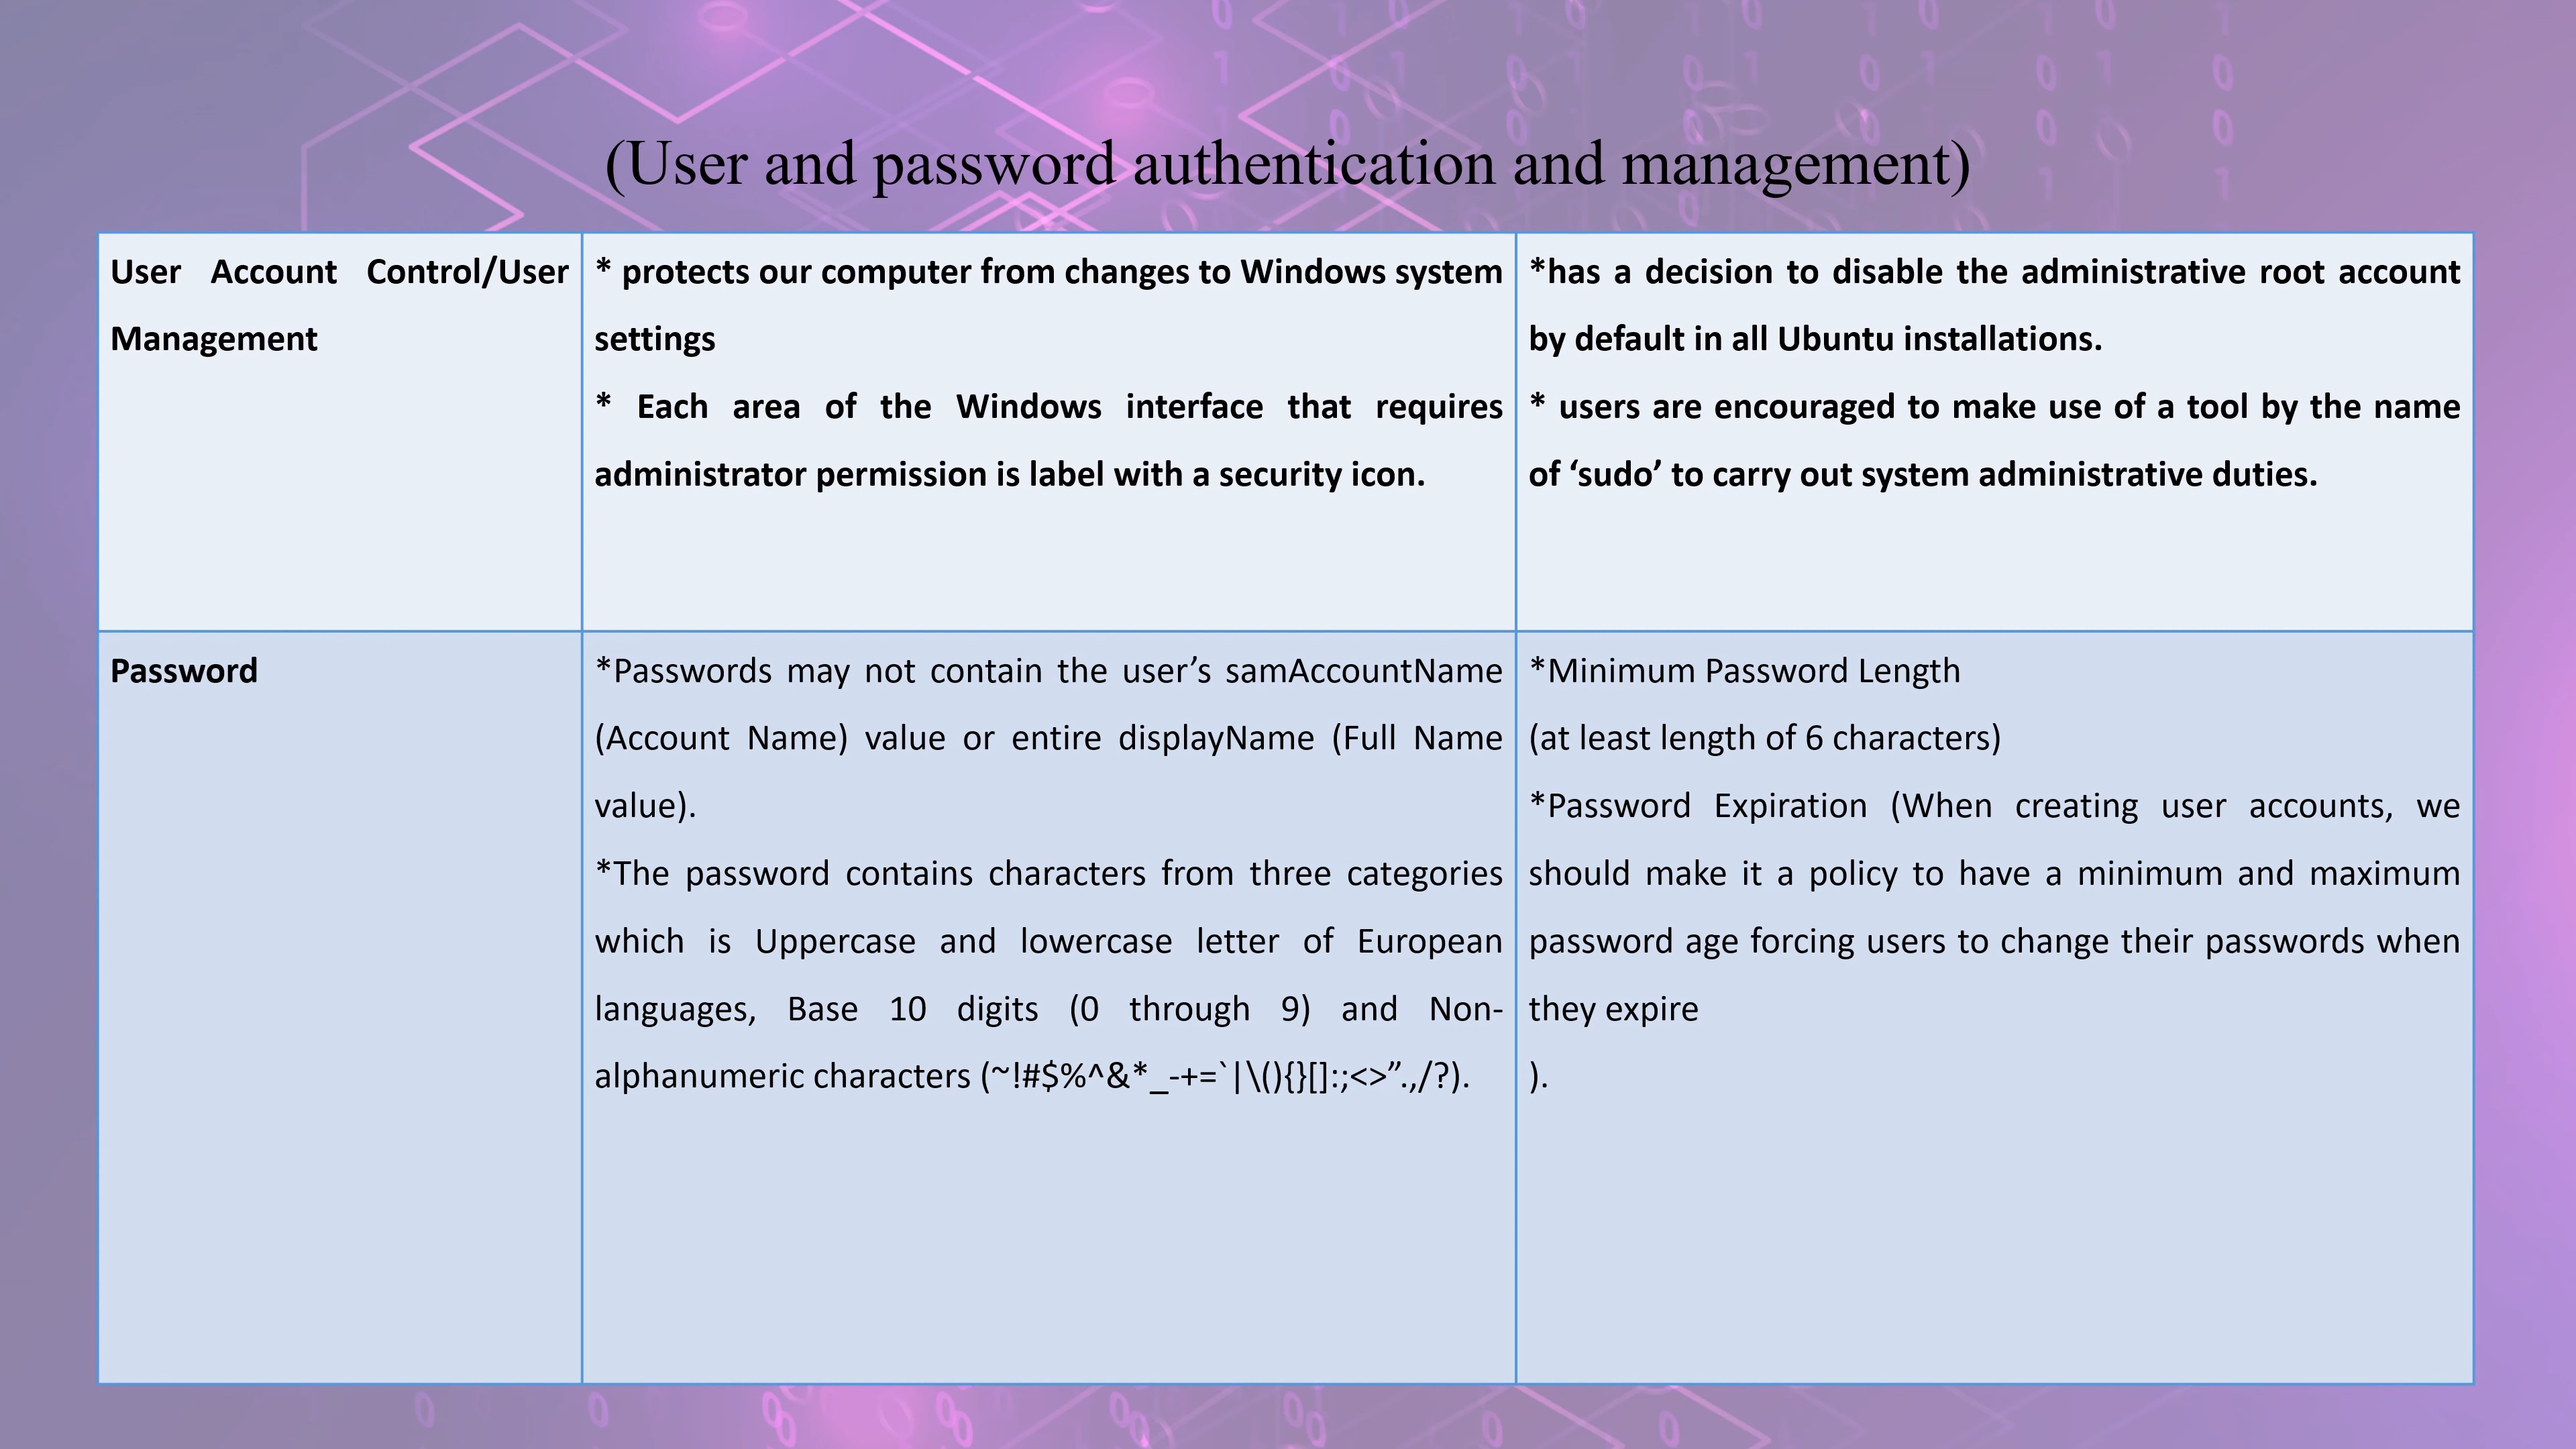 (User and password authentication and management)
User Account Control/User
Management
* protects our computer from changes to Windows system
settings
* Each area of the Windows interface that requires
administrator permission is label with a security icon.
*has a decision to disable the administrative root account
by default in all Ubuntu installations.
* users are encouraged to make use of a tool by the name
of ‘sudo’ to carry out system administrative duties.
Password
*Passwords may not contain the user’s samAccountName
(Account Name) value or entire displayName (Full Name
value).
*The password contains characters from three categories
which is Uppercase and lowercase letter of European
languages, Base 10 digits (0 through 9) and Non-
alphanumeric characters (~!#$%^&*_-+=`|\(){}[]:;<>”.,/?).
*Minimum Password Length
(at least length of 6 characters)
*Password Expiration (When creating user accounts, we
should make it a policy to have a minimum and maximum
password age forcing users to change their passwords when
they expire
).